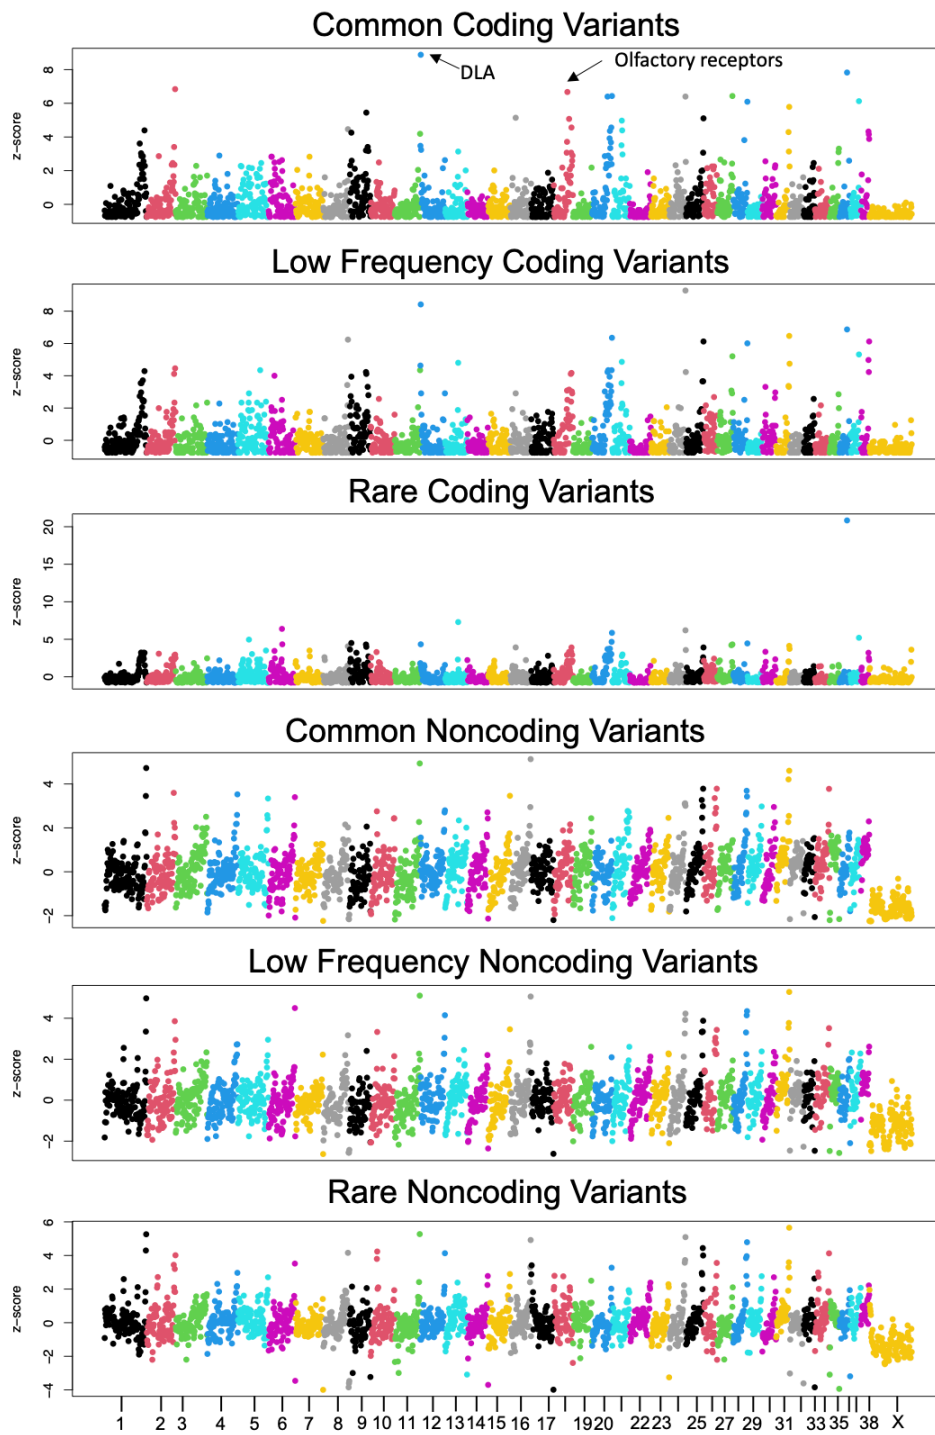 Common Coding Variants
8
6
4
2
0
z−score
DLA
Olfactory receptors
Low Frequency Coding Variants
8
6
4
2
0
z−score
Rare Coding Variants
20
15
10
5
0
z−score
Common Noncoding Variants
4
2
0
−2
z−score
Low Frequency Noncoding Variants
4
2
0
−2
z−score
Rare Noncoding Variants
6
4
2
0
−2
−4
z−score
1 2 3 4 5 6 7 8 9 10 11 12 13 14 15 16 17 19 20 22 23 25 27 29 31 33 35 38 X